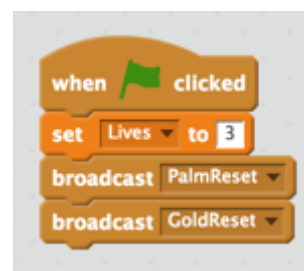 when clicked
set Lives to 3
broadcast PalmReset
broadcast GoldReset